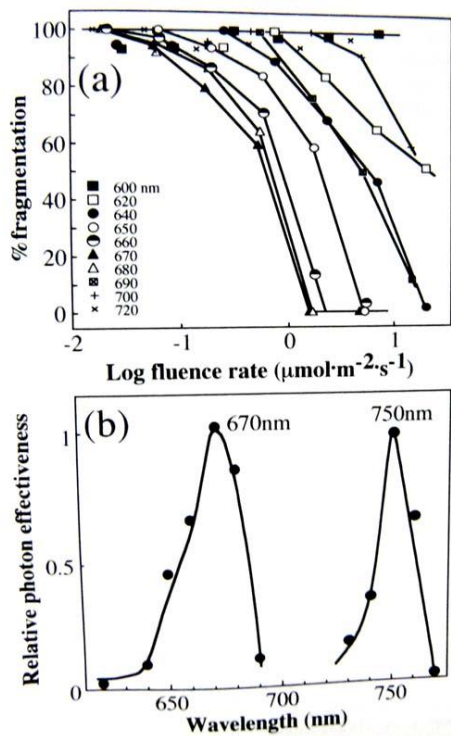 100
80
60
40
20
0
% fragmentation
(a)
600 nm
620
640
650
660
670
680
690
700
720
-2
-1
0
1
Log fluence rate (μmol·m⁻²·s⁻¹)
(b)
670nm
750nm
1
0.5
0
Relative photon effectiveness
650
700
750
Wavelength (nm)